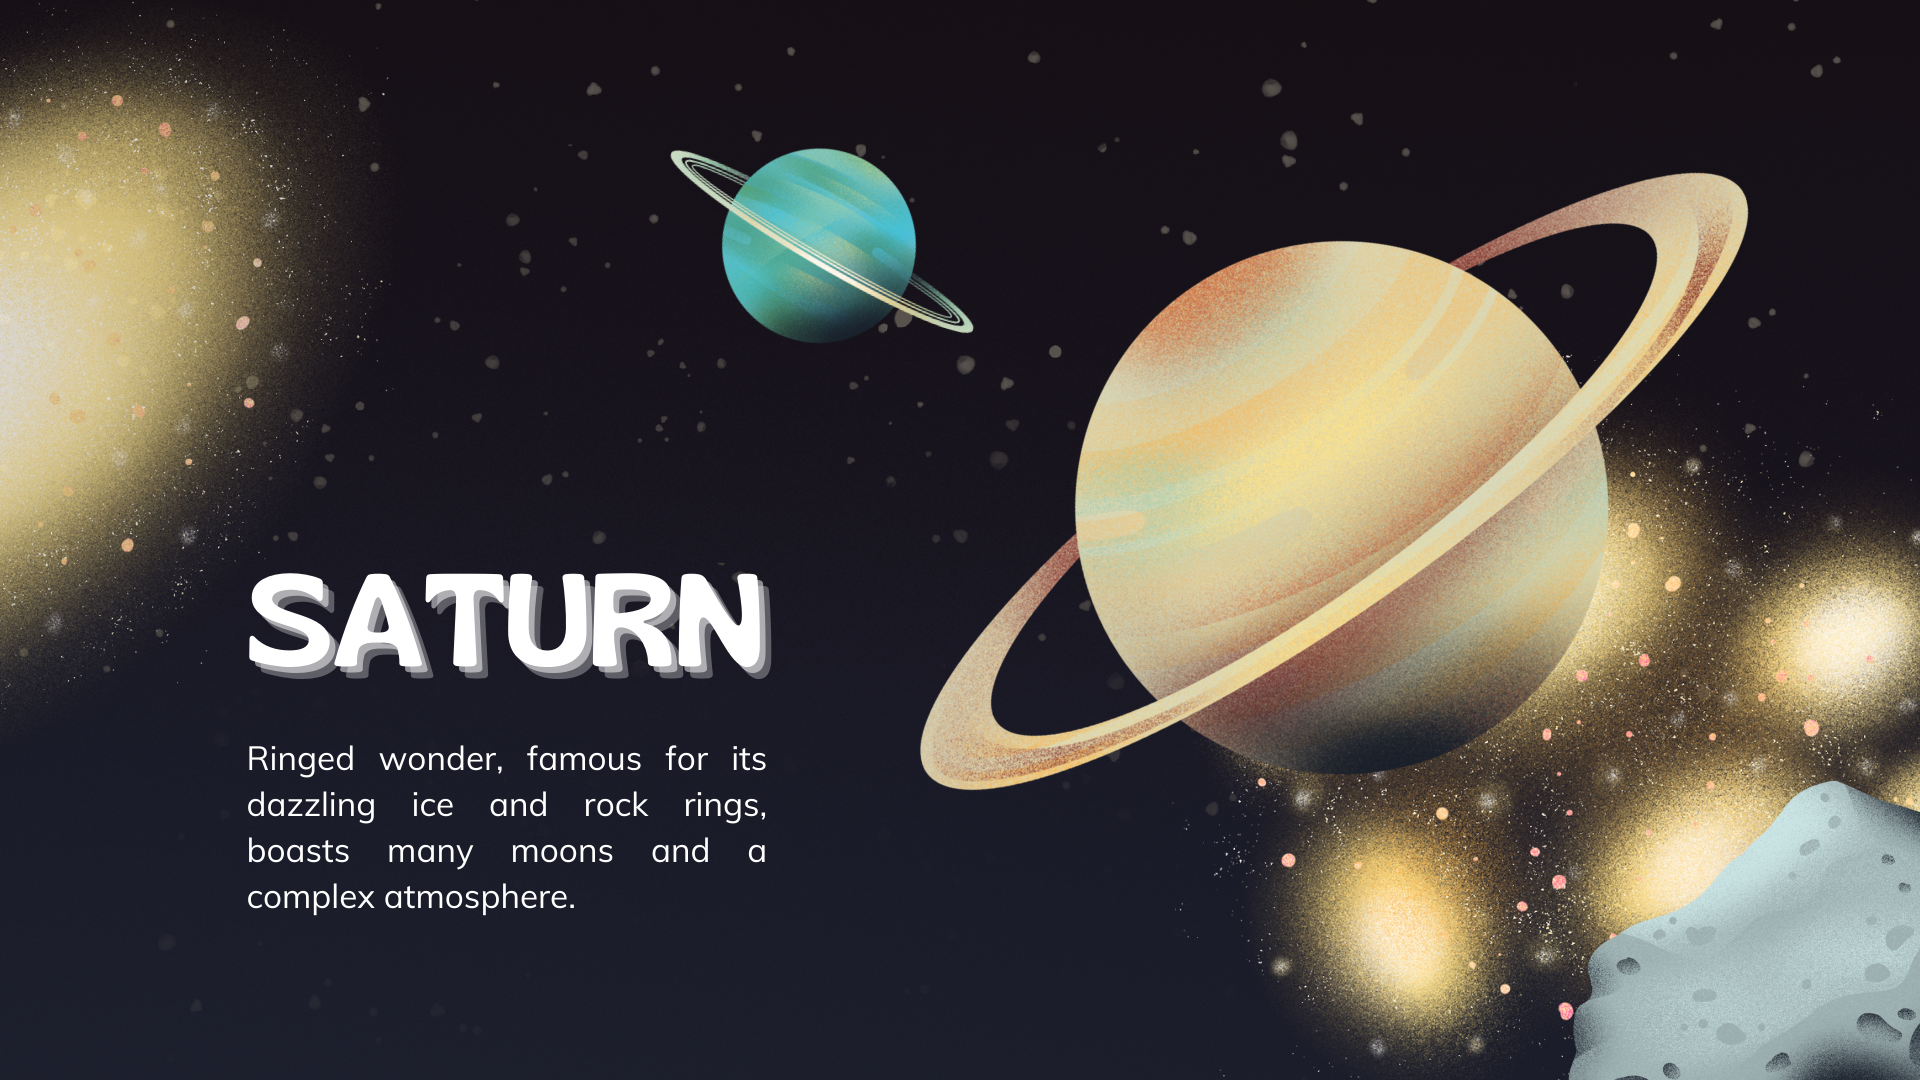 SATURN
Ringed wonder, famous for its
dazzling ice and rock rings,
boasts many moons and a
complex atmosphere.